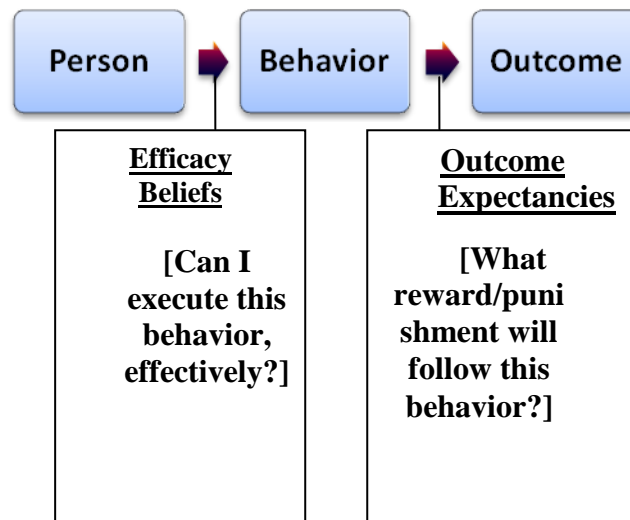 Person
Behavior
Outcome
Efficacy
Beliefs
[Can I
execute this
behavior,
effectively?]
Outcome
Expectancies
[What
reward/puni
shment will
follow this
behavior?]